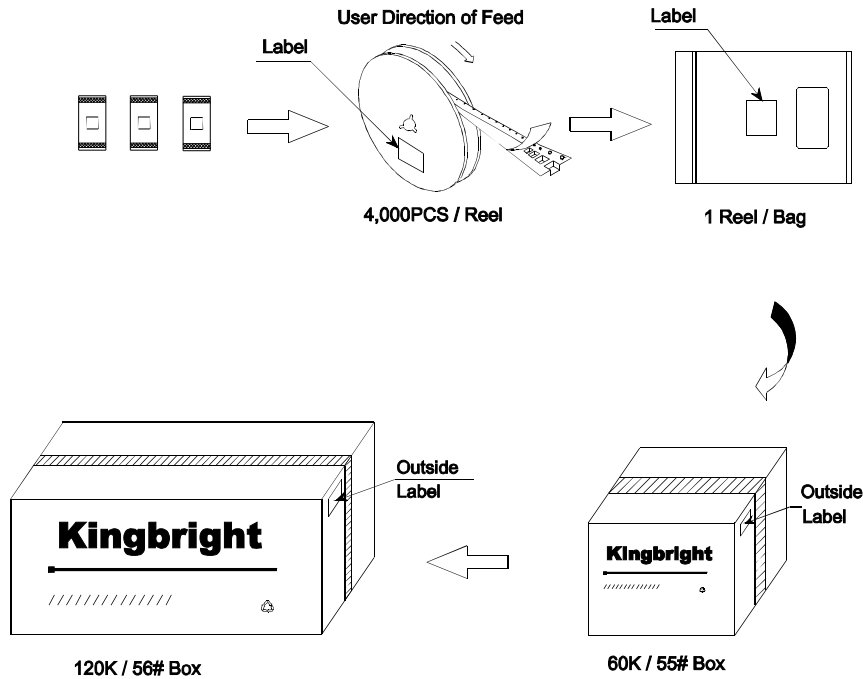 User Direction of Feed
Label
Label
4,000PCS / Reel
1 Reel / Bag
Outside
Label
Kingbright
120K / 56# Box
Outside
Label
Kingbright
60K / 55# Box